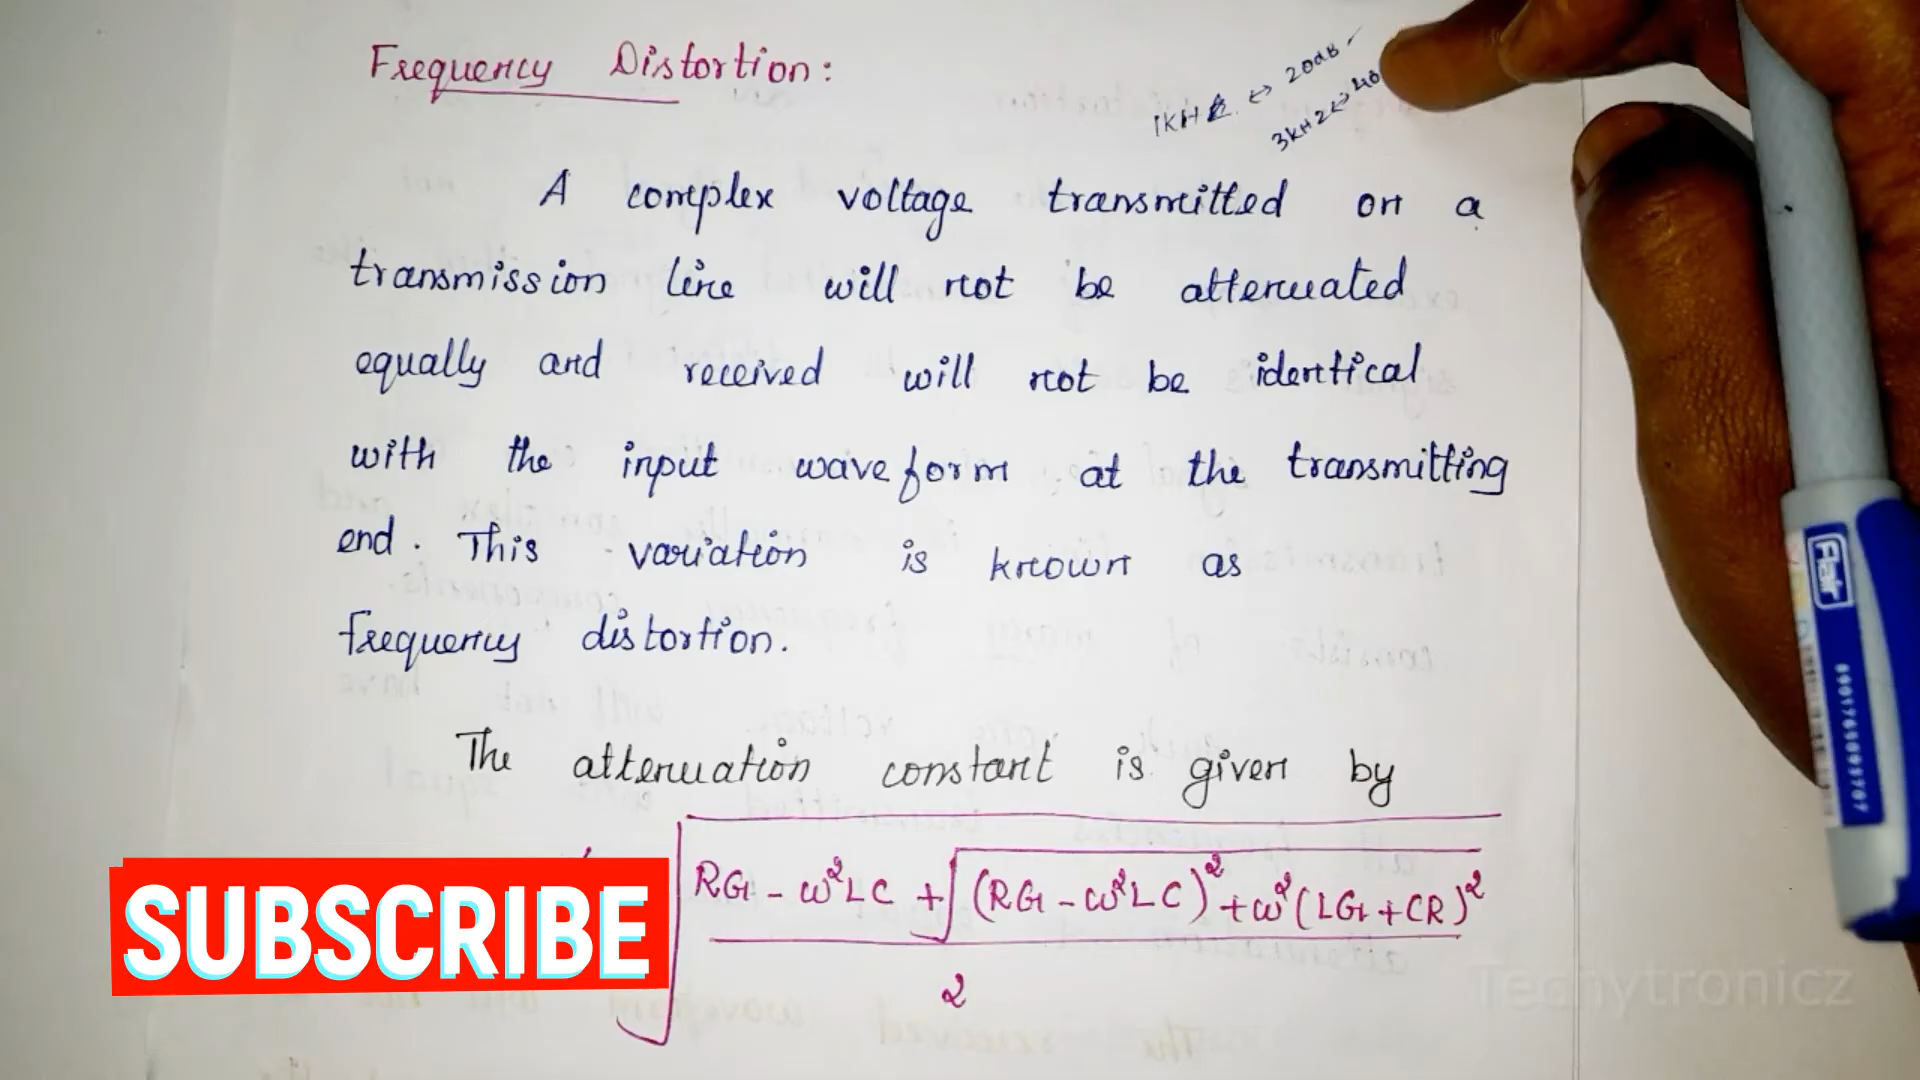 Frequency Distortion:
1KHz ↔ 20dB
3KHZ ↔ 40
A complex voltage transmitted on a
transmission line will not be attenuated
equally and received will not be identical
with the input waveform at the transmitting
end. This variation is known as
frequency distortion.
The attenuation constant is given by
√((RG - ω²LC + √((RG - ω²LC)² + ω²(LG + CR)²)) / 2)
SUBSCRIBE
Flair
Techytronicz